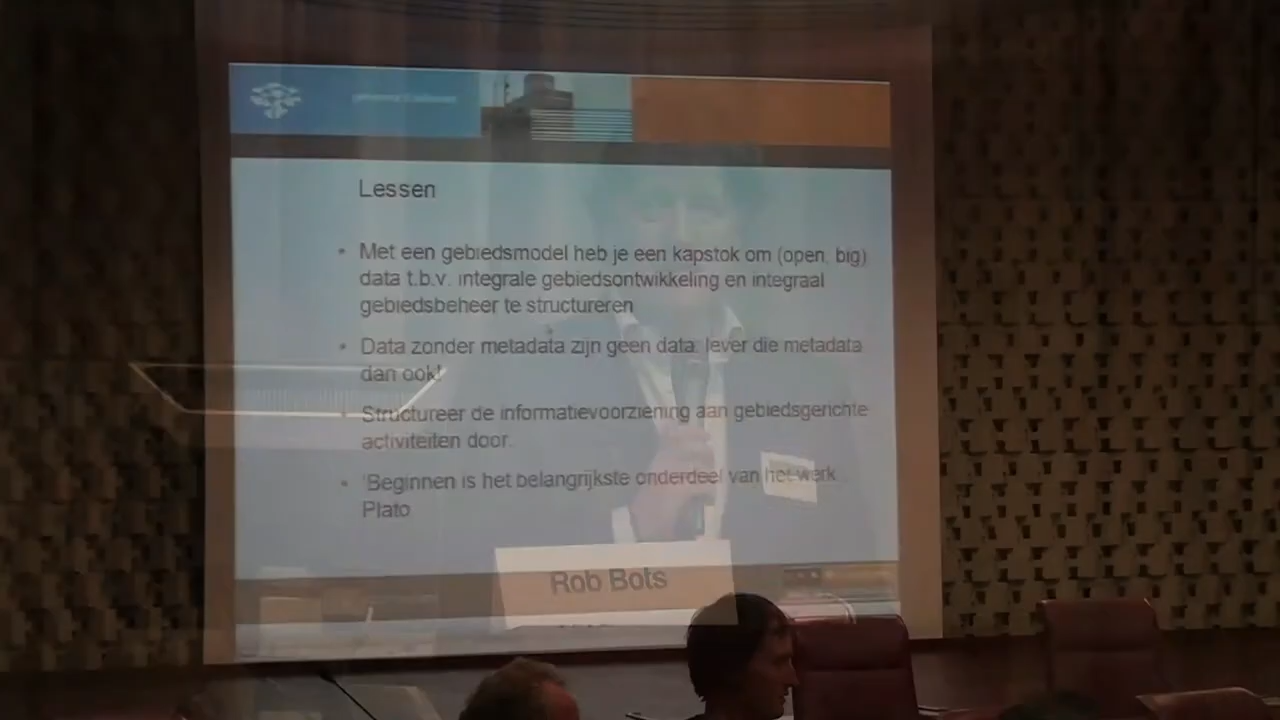 Lessen
• Met een gebiedsmodel heb je een kapstok om (open, big)
data t.b.v. integrale gebiedsontwikkeling en integraal
gebiedsbeheer te structureren
• Data zonder metadata zijn geen data: lever die metadata
dan ook!
• Structureer de informatievoorziening aan gebiedsgerichte
activiteiten door.
• 'Beginnen is het belangrijkste onderdeel van het werk
Plato
Rob Bots